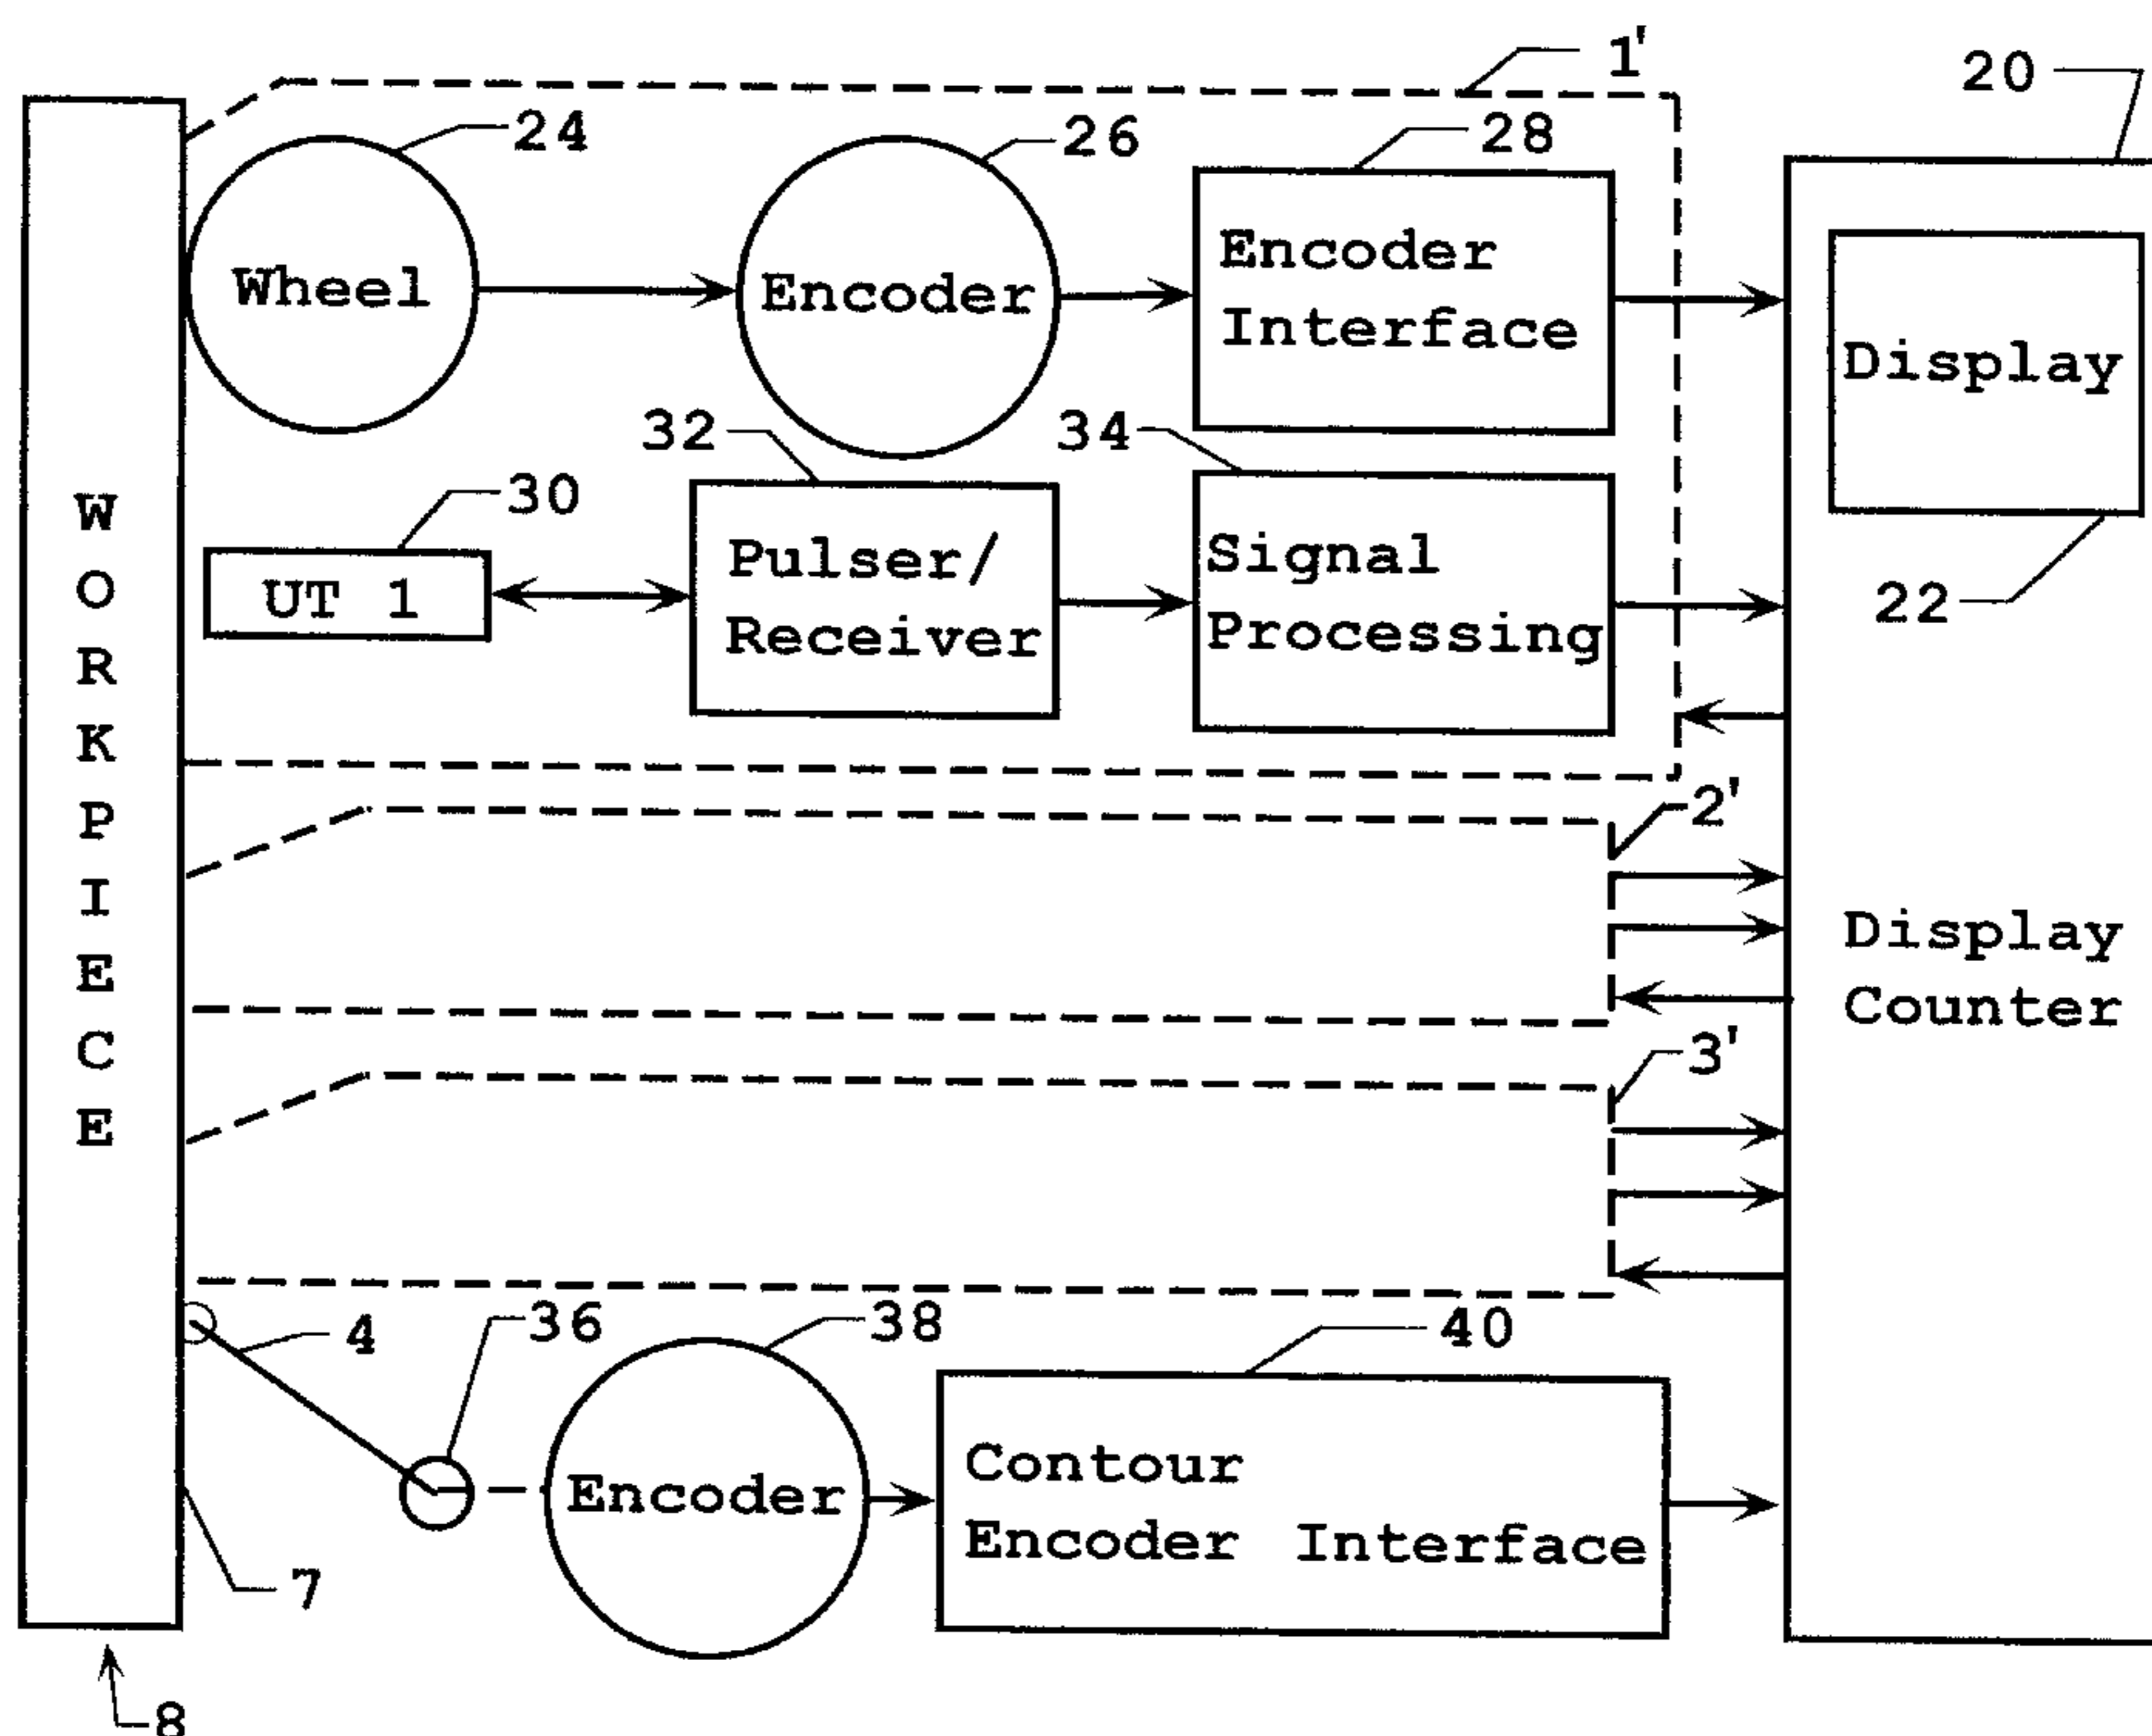 1'
20
24
26
28
Wheel
Encoder
Encoder
Interface
Display
32
34
30
UT 1
Pulser/
Receiver
Signal
Processing
22
WORKPIECE
2'
Display
Counter
3'
4
36
38
40
Encoder
Contour
Encoder Interface
7
8